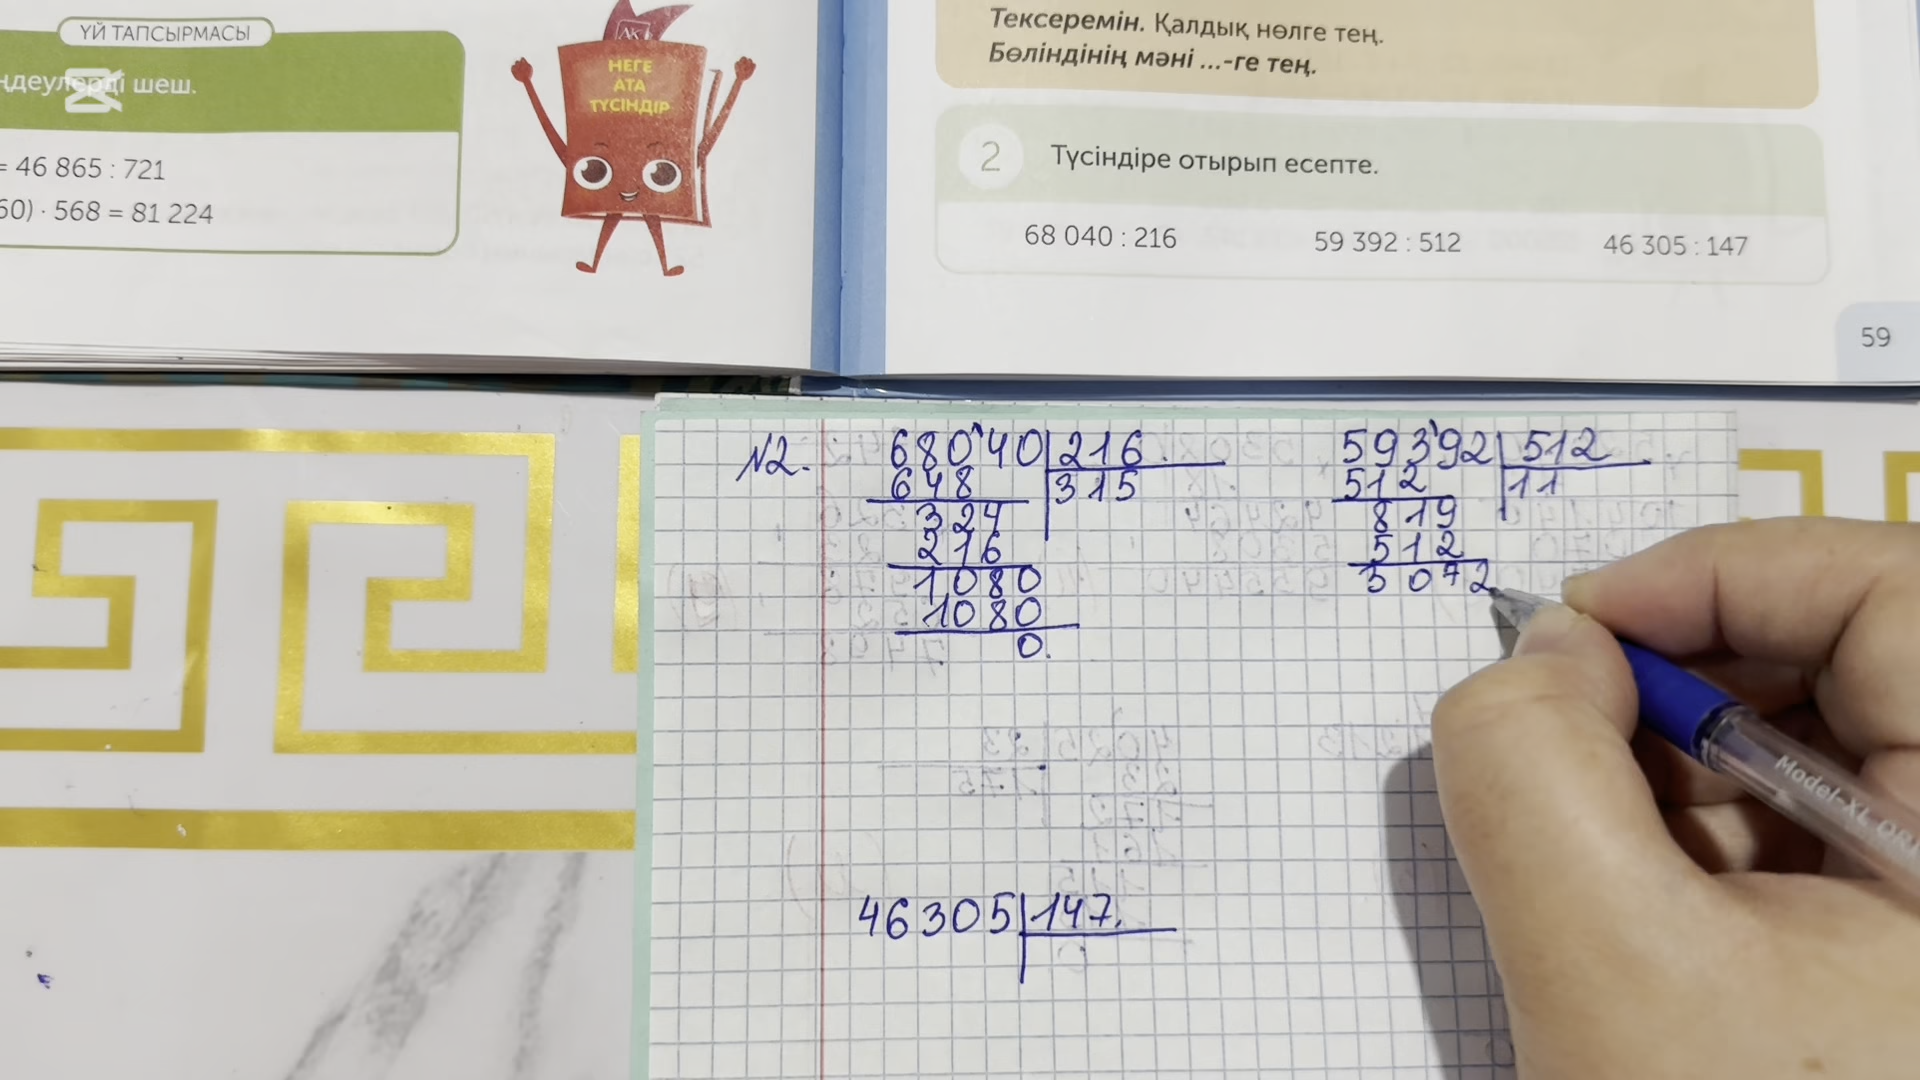 ҮЙ ТАПСЫРМАСЫ
ңдеулерді шеш.
= 46 865 : 721
60) · 568 = 81 224
НЕГЕ
АТА
ТҮСІНДІР
Тексеремін. Қалдық нөлге тең.
Бөліндінің мәні ...-ге тең.
2 Түсіндіре отырып есепте.
68 040 : 216 59 392 : 512 46 305 : 147
59
№2. 68040 216
648 315
324
216
1080
1080
0.
59392 512
512 11
819
512
3072
46305 147.
Model-XL